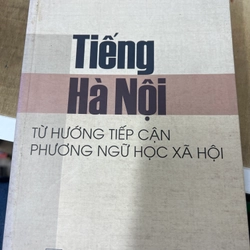 Tiếng
Hà Nội
TỪ HƯỚNG TIẾP CẬN
PHƯƠNG NGỮ HỌC XÃ HỘI